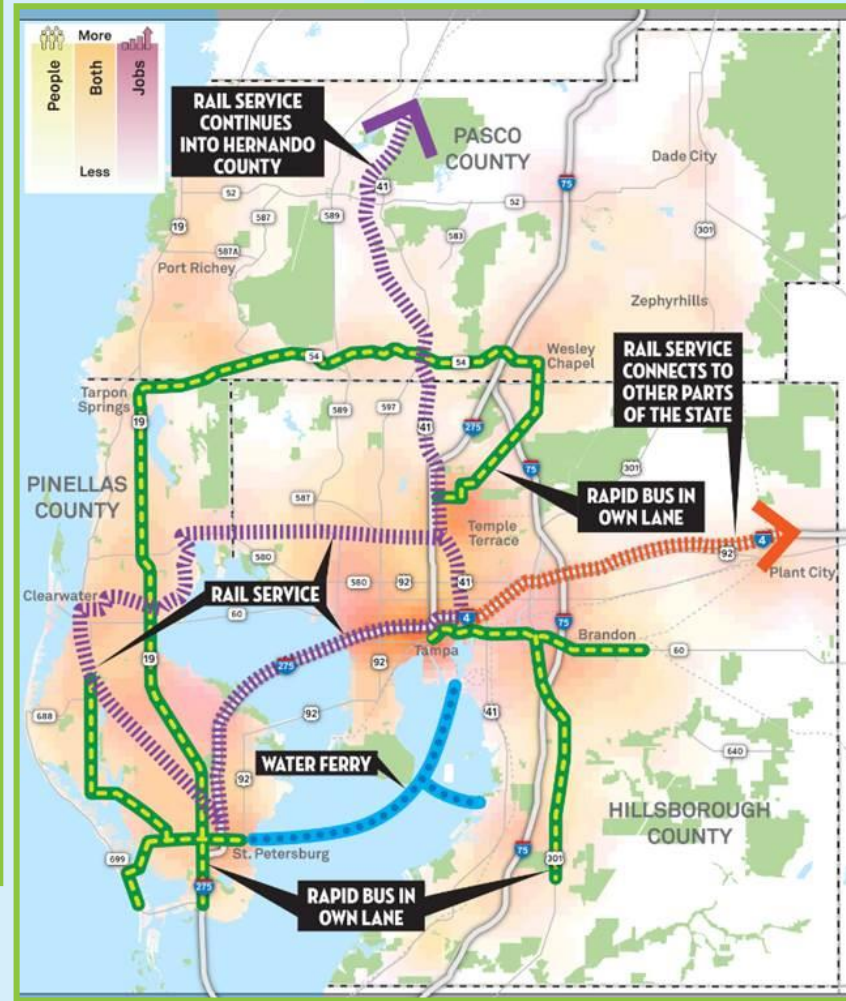 More
People
Both
Jobs
Less
RAIL SERVICE
CONTINUES
INTO HERNANDO
COUNTY
PASCO
COUNTY
Dade City
41
75
52
52
19
587
589
583
301
587A
Port Richey
Zephyrhills
RAIL SERVICE
CONNECTS TO
OTHER PARTS
OF THE STATE
54
54
Wesley
Chapel
Tarpon
Springs
19
589
597
41
275
PINELLAS
COUNTY
75
301
587
RAPID BUS IN
OWN LANE
Temple
Terrace
580
4
92
Plant City
Clearwater
RAIL SERVICE
580
92
41
60
4
75
Brandon
19
275
Tampa
60
92
688
92
41
WATER FERRY
640
92
HILLSBOROUGH
COUNTY
699
St. Petersburg
75
301
275
RAPID BUS IN
OWN LANE